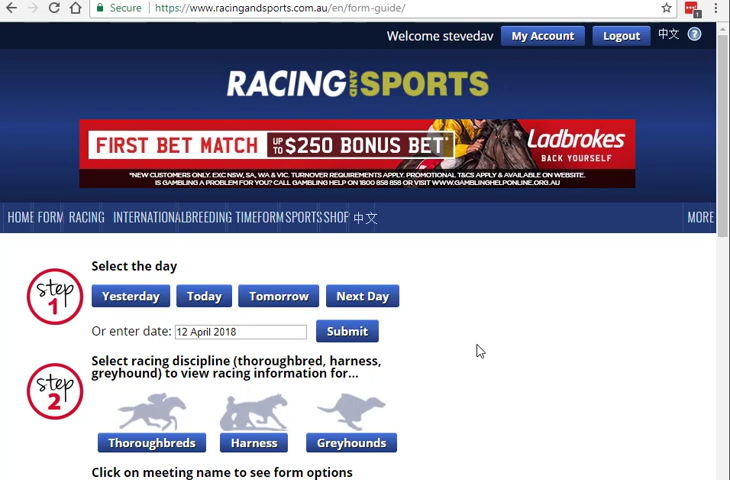 Secure https://www.racingandsports.com.au/en/form-guide/
Welcome stevedav My Account Logout 中文 ?
RACING AND SPORTS
FIRST BET MATCH UP TO $250 BONUS BET* Ladbrokes
BACK YOURSELF
*NEW CUSTOMERS ONLY. EXC NSW, SA, WA & VIC. TURNOVER REQUIREMENTS APPLY. PROMOTIONAL T&CS APPLY & AVAILABLE ON WEBSITE.
IS GAMBLING A PROBLEM FOR YOU? CALL GAMBLING HELP ON 1800 858 858 OR VISIT WWW.GAMBLINGHELPONLINE.ORG.AU
HOME FORM RACING INTERNATIONAL BREEDING TIMEFORM SPORTS SHOP 中文 MORE
step 1
Select the day
Yesterday Today Tomorrow Next Day
Or enter date: 12 April 2018 Submit
step 2
Select racing discipline (thoroughbred, harness,
greyhound) to view racing information for...
Thoroughbreds Harness Greyhounds
Click on meeting name to see form options